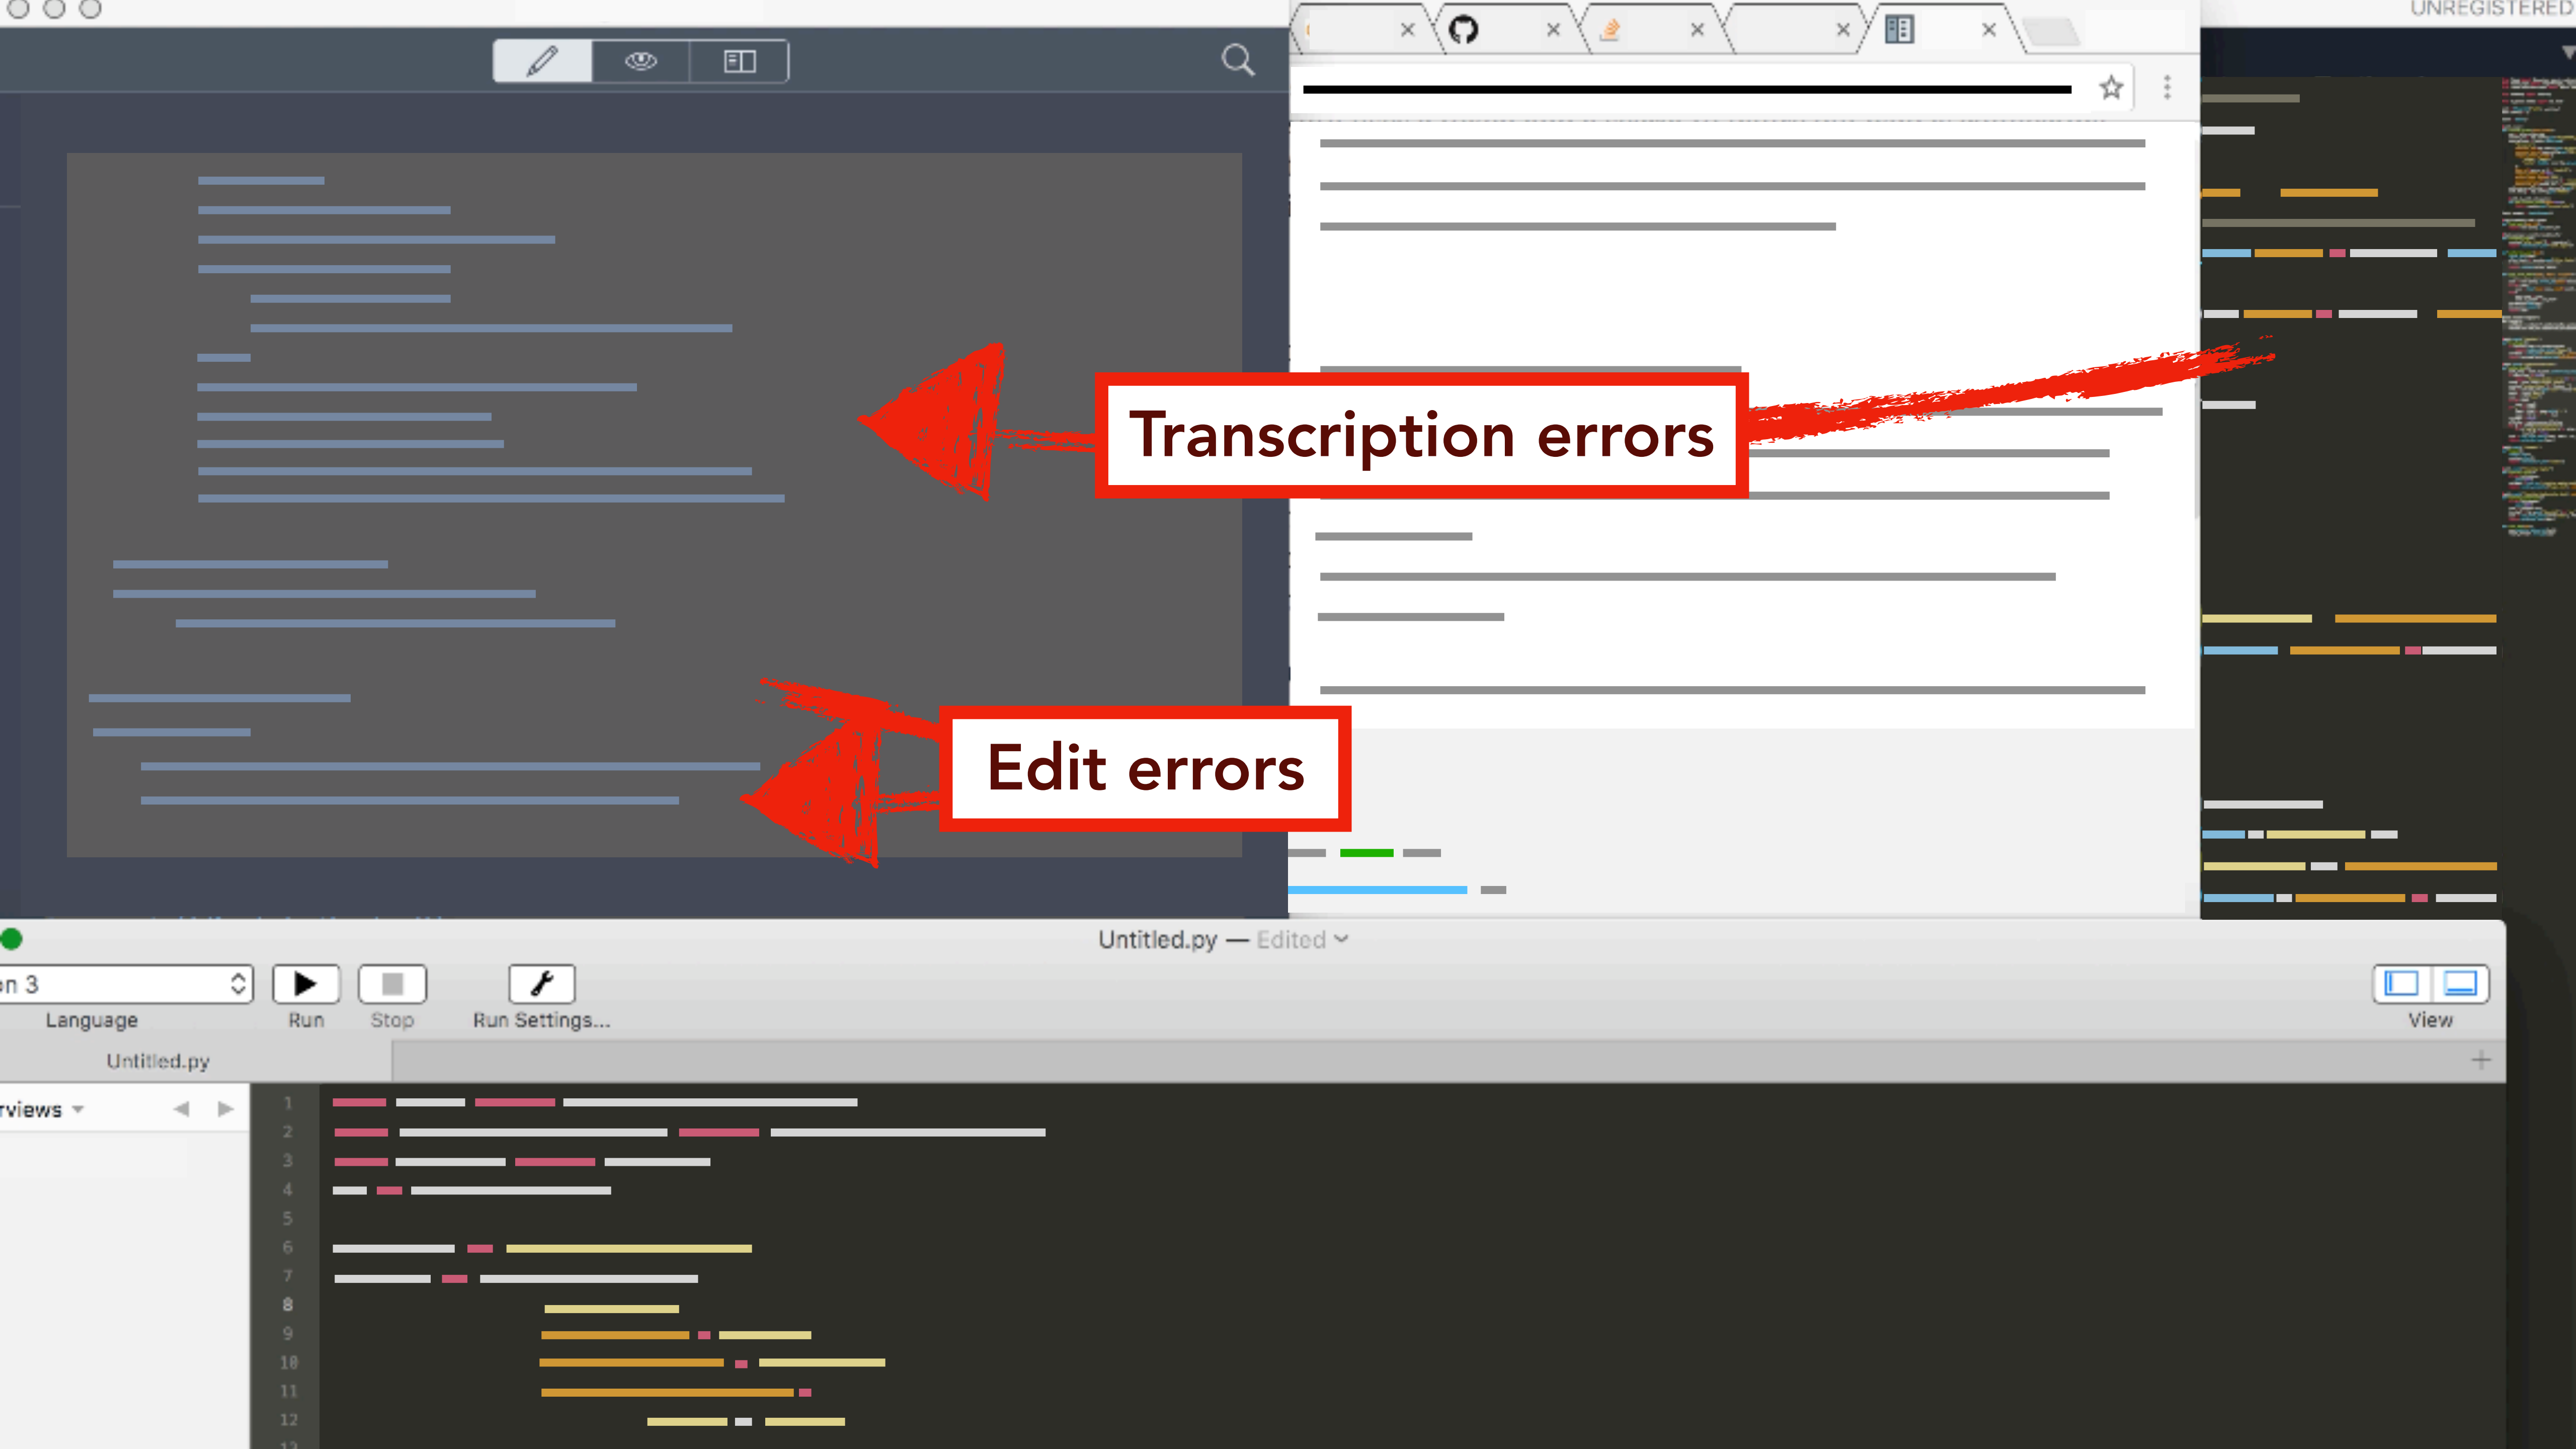 UNREGISTERED
Transcription errors
Edit errors
Untitled.py — Edited
on 3
Language
Run
Stop
Run Settings...
View
Untitled.py
rviews
1
2
3
4
5
6
7
8
9
10
11
12